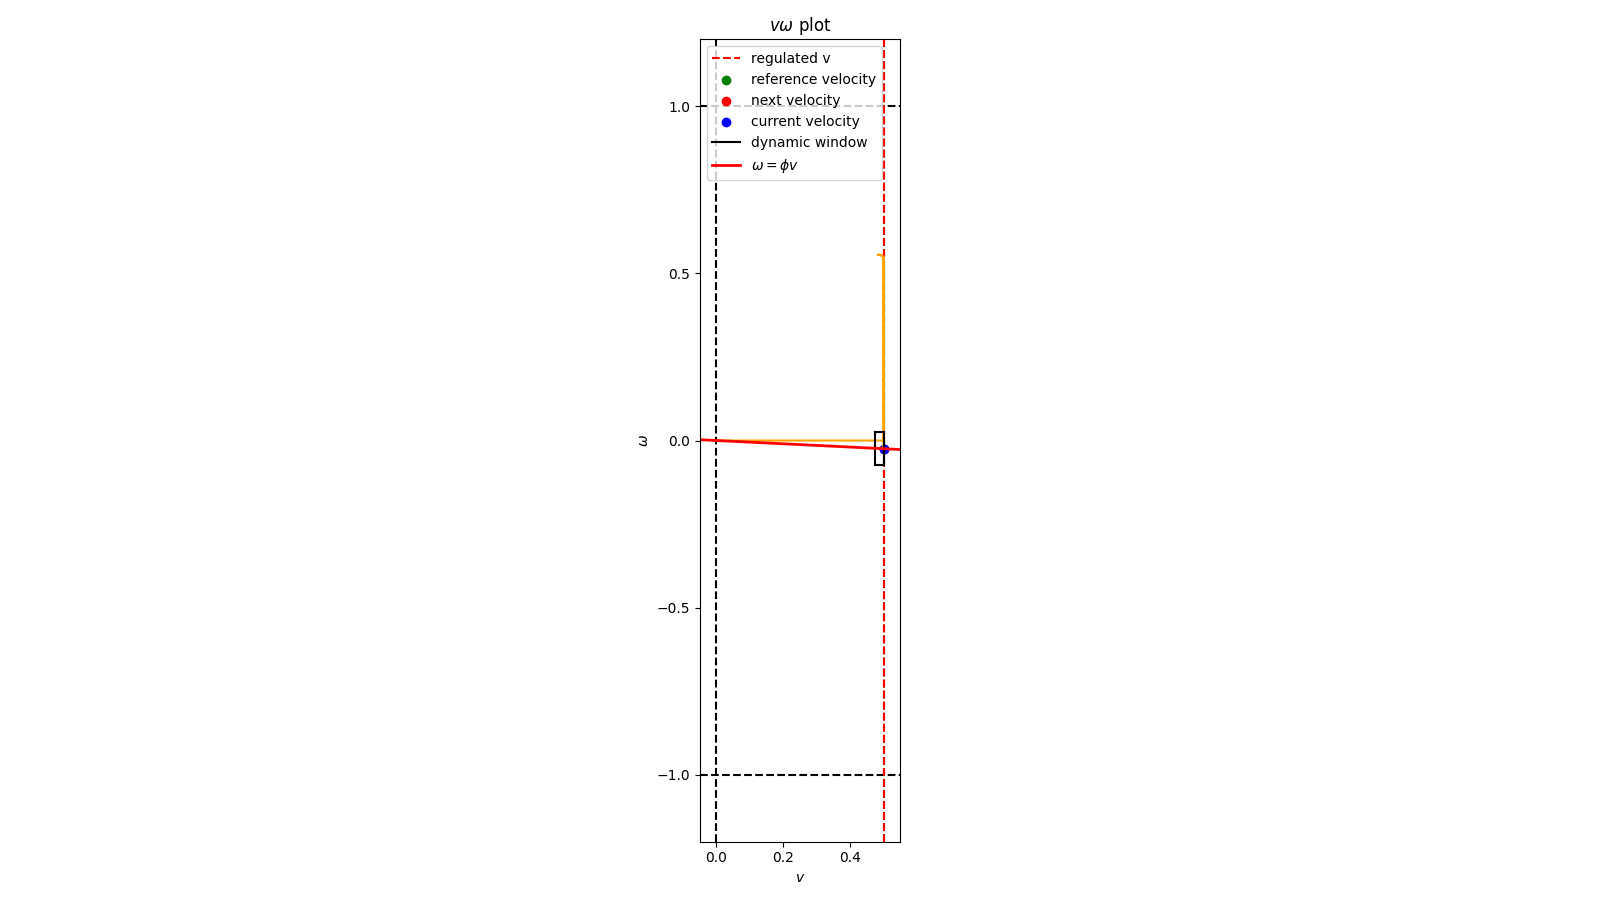 vω plot
regulated v
reference velocity
next velocity
current velocity
dynamic window
ω = ϕv
1.0
0.5
0.0
−0.5
−1.0
ω
0.0 0.2 0.4
v